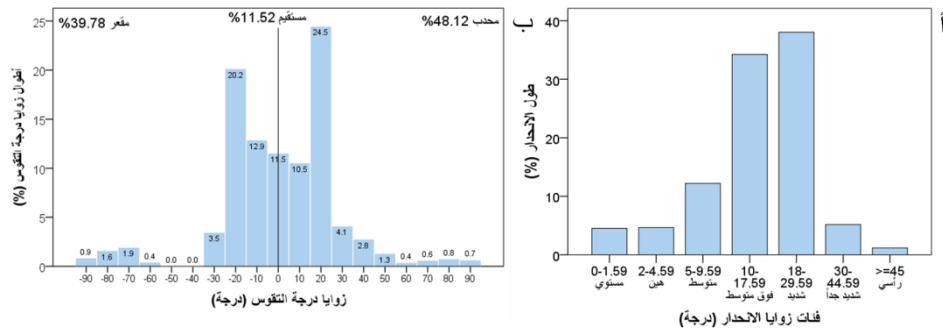 أ
طول الانحدار (%)
40
30
20
10
0
0-1.59 2-4.59 5-9.59 10-17.59 18-29.59 30-44.59 >=45
مستوي هين متوسط فوق متوسط شديد شديد جداً رأسي
فئات زوايا الانحدار (درجة)
ب
محدب 48.12%
مستقيم 11.52%
مقعر 39.78%
أطوال زوايا درجة التقوس (%)
25
20
15
10
5
0
0.9 1.6 1.9 0.4 0.0 0.0 3.5 20.2 12.9 11.5 10.5 24.5 4.1 2.8 1.3 0.4 0.6 0.8 0.7
-90 -80 -70 -60 -50 -40 -30 -20 -10 0 10 20 30 40 50 60 70 80 90
زوايا درجة التقوس (درجة)